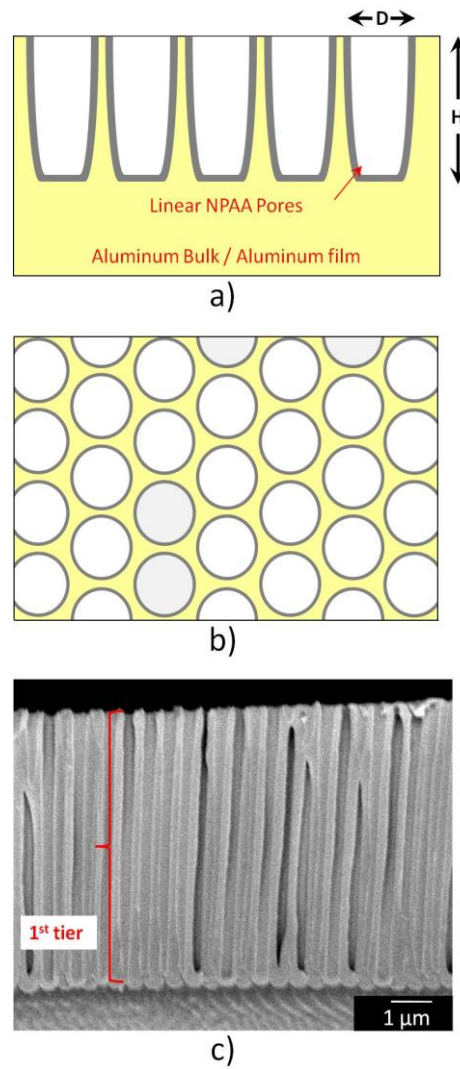 D
H
Linear NPAA Pores
Aluminum Bulk / Aluminum film
a)
b)
1st tier
1 µm
c)